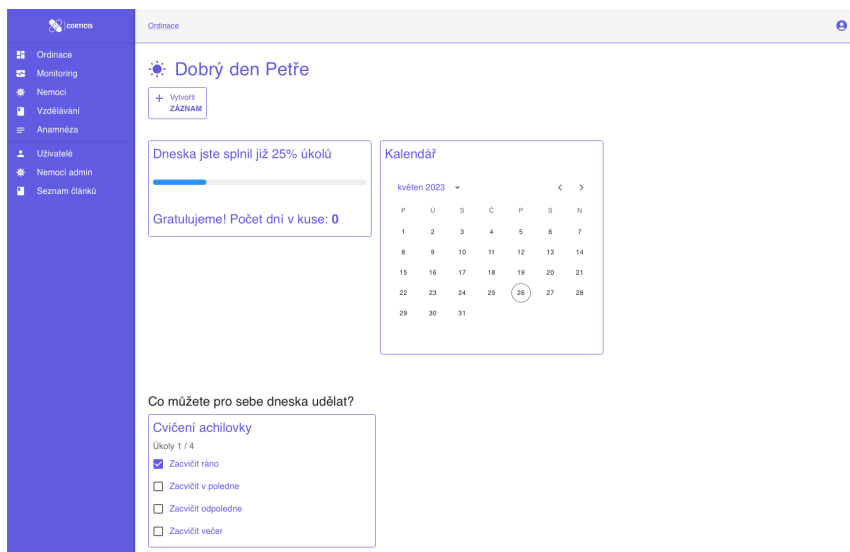 CORTICIS
Ordinace
Monitoring
Nemoci
Vzdělávání
Anamnéza
Uživatelé
Nemoci admin
Seznam článků
Ordinace
Dobrý den Petře
Vytvořit
ZÁZNAM
Dneska jste splnil již 25% úkolů
Gratulujeme! Počet dní v kuse: 0
Kalendář
květen 2023
P Ú S Č P S N
1 2 3 4 5 6 7
8 9 10 11 12 13 14
15 16 17 18 19 20 21
22 23 24 25 26 27 28
29 30 31
Co můžete pro sebe dneska udělat?
Cvičení achilovky
Úkoly 1 / 4
Zacvičit ráno
Zacvičit v poledne
Zacvičit odpoledne
Zacvičit večer